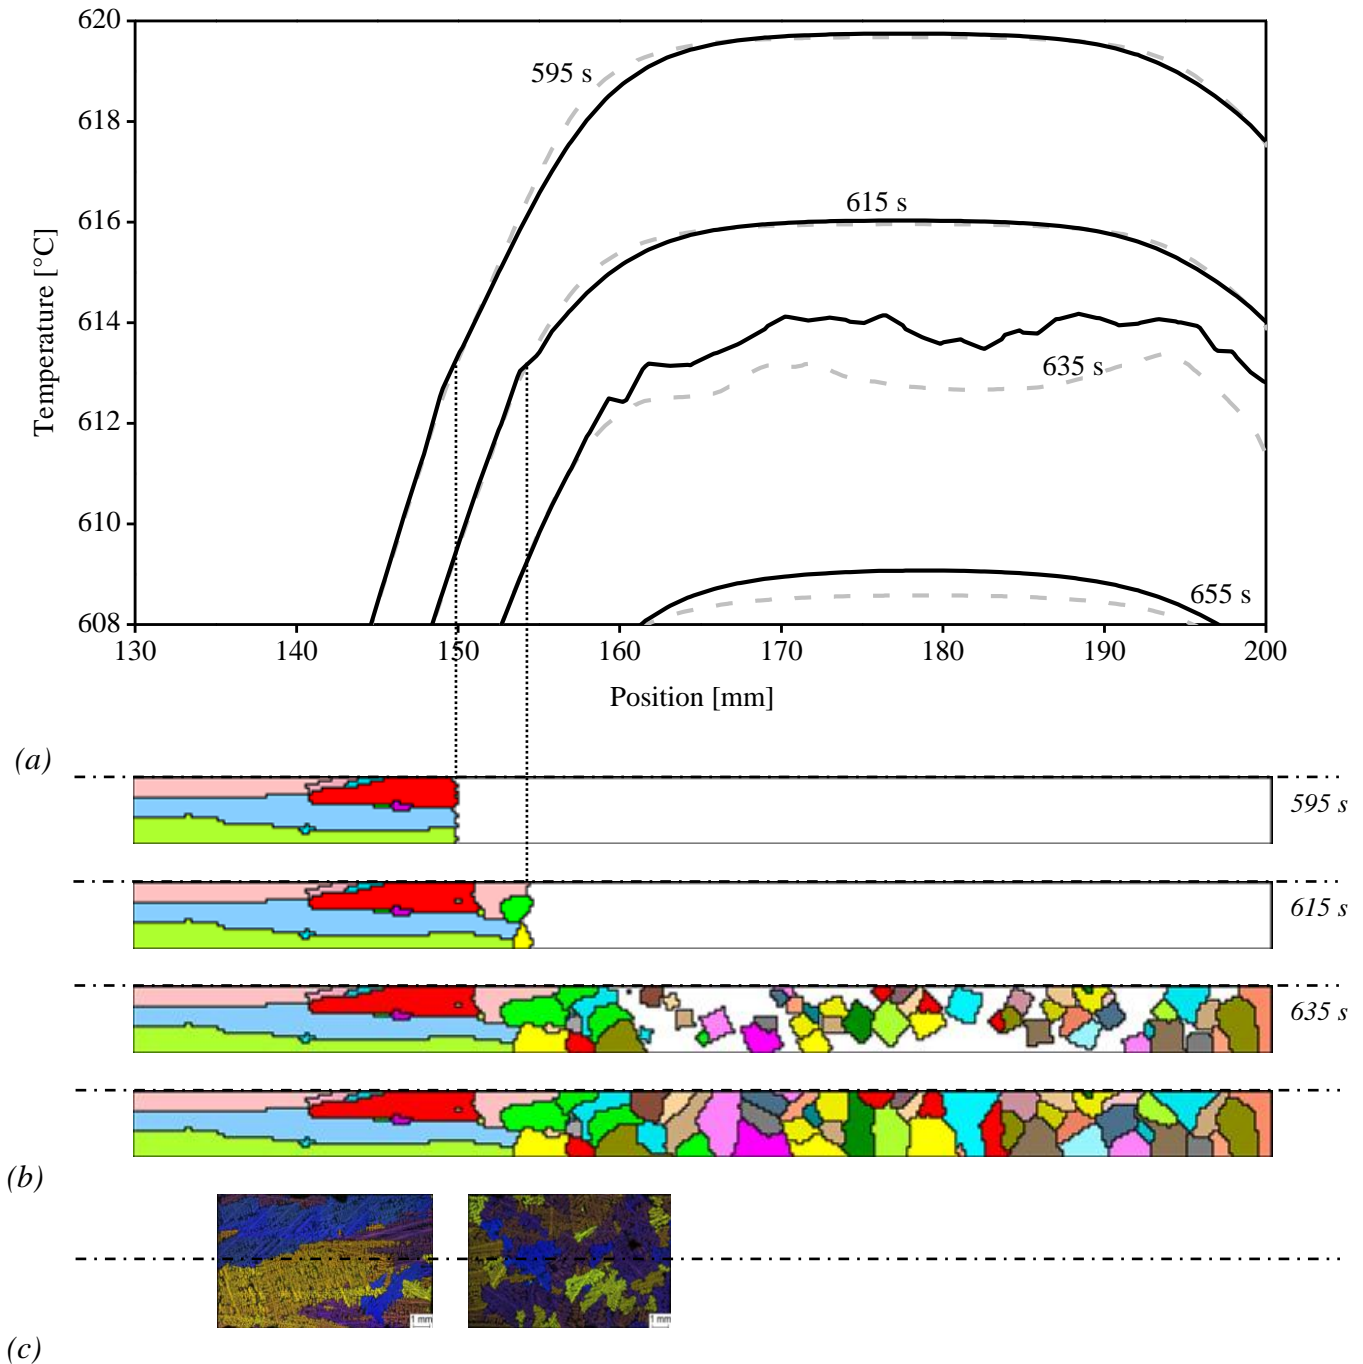 620
595 s
618
616
615 s
Temperature [°C]
614
635 s
612
610
655 s
608
130 140 150 160 170 180 190 200
Position [mm]
(a)
595 s
615 s
635 s
(b)
1 mm 1 mm
(c)